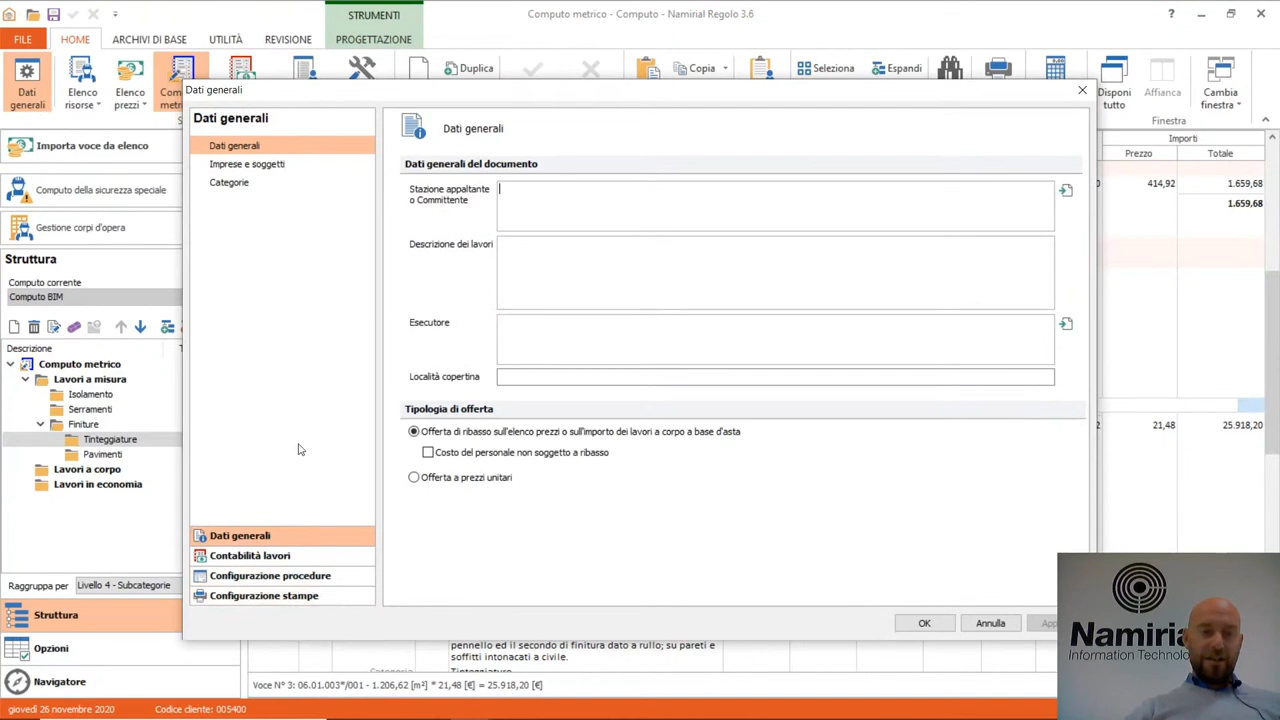 STRUMENTI
Computo metrico - Computo - Namirial Regolo 3.6
FILE
HOME
ARCHIVI DI BASE
UTILITÀ
REVISIONE
PROGETTAZIONE
Dati
generali
Elenco
risorse
Elenco
prezzi
Com
metr
Duplica
Copia
Seleziona
Espandi
Disponi
tutto
Affianca
Cambia
finestra
Finestra
Importa voce da elenco
Computo della sicurezza speciale
Gestione corpi d'opera
Struttura
Computo corrente
Computo BIM
Descrizione
Computo metrico
Lavori a misura
Isolamento
Serramenti
Finiture
Tinteggiature
Pavimenti
Lavori a corpo
Lavori in economia
Raggruppa per
Livello 4 - Subcategorie
Struttura
Opzioni
Navigatore
Dati generali
Dati generali
Dati generali
Imprese e soggetti
Categorie
Dati generali
Contabilità lavori
Configurazione procedure
Configurazione stampe
Dati generali
Dati generali del documento
Stazione appaltante
o Committente
Descrizione dei lavori
Esecutore
Località copertina
Tipologia di offerta
Offerta di ribasso sull'elenco prezzi o sull'importo dei lavori a corpo a base d'asta
Costo del personale non soggetto a ribasso
Offerta a prezzi unitari
OK
Annulla
Importi
Prezzo
Totale
414,92
1.659,68
1.659,68
21,48
25.918,20
pennello ed il secondo di finitura dato a rullo; su pareti e
soffitti intonacati a civile.
Voce N° 3: 06.01.003*/001 - 1.206,62 [m²] * 21,48 [€] = 25.918,20 [€]
Namiria
Information Technolo
giovedì 26 novembre 2020
Codice cliente: 005400